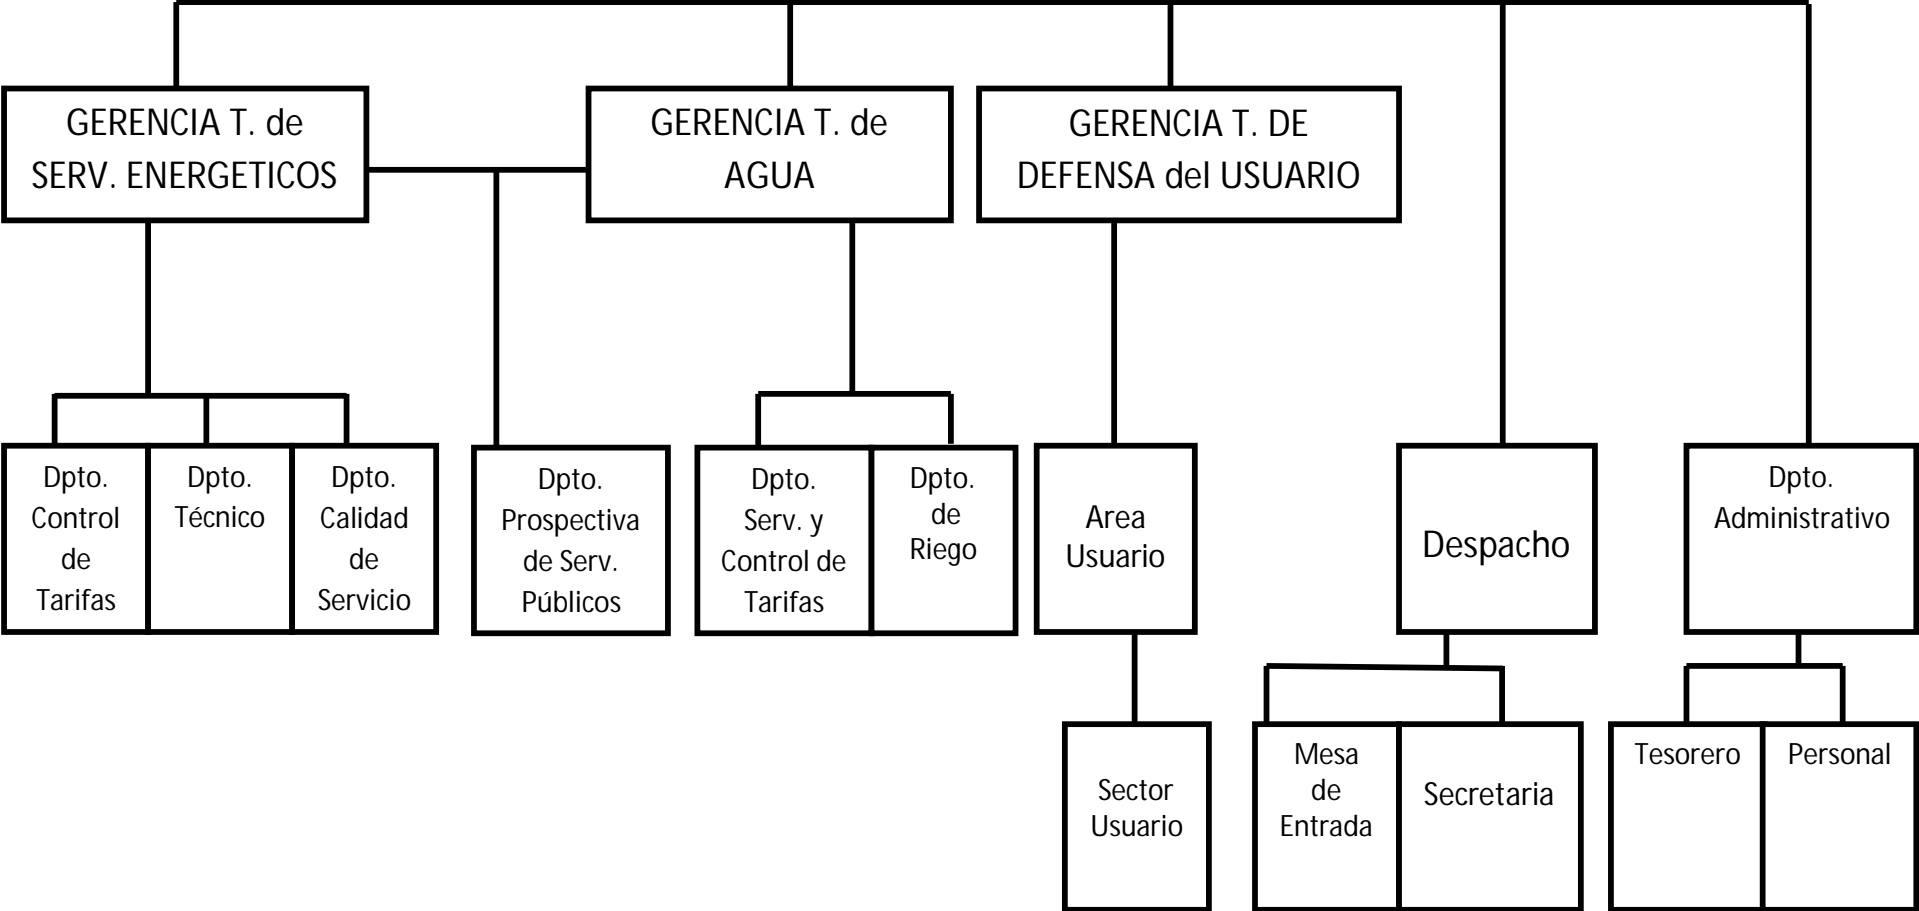 GERENCIA T. de
SERV. ENERGETICOS
GERENCIA T. de
AGUA
GERENCIA T. DE
DEFENSA del USUARIO
Dpto.
Control
de
Tarifas
Dpto.
Técnico
Dpto.
Calidad
de
Servicio
Dpto.
Prospectiva
de Serv.
Públicos
Dpto.
Serv. y
Control de
Tarifas
Dpto.
de
Riego
Area
Usuario
Despacho
Dpto.
Administrativo
Sector
Usuario
Mesa
de
Entrada
Secretaria
Tesorero
Personal